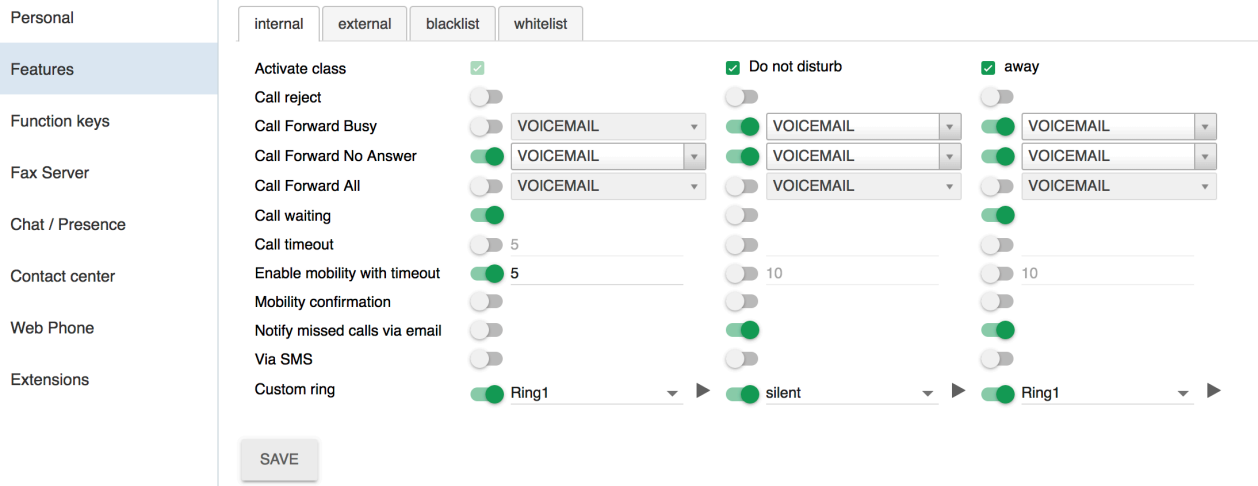 Personal
Features
Function keys
Fax Server
Chat / Presence
Contact center
Web Phone
Extensions
internal external blacklist whitelist
Activate class Do not disturb away
Call reject
Call Forward Busy VOICEMAIL VOICEMAIL VOICEMAIL
Call Forward No Answer VOICEMAIL VOICEMAIL VOICEMAIL
Call Forward All VOICEMAIL VOICEMAIL VOICEMAIL
Call waiting
Call timeout 5
Enable mobility with timeout 5 10 10
Mobility confirmation
Notify missed calls via email
Via SMS
Custom ring Ring1 silent Ring1
SAVE